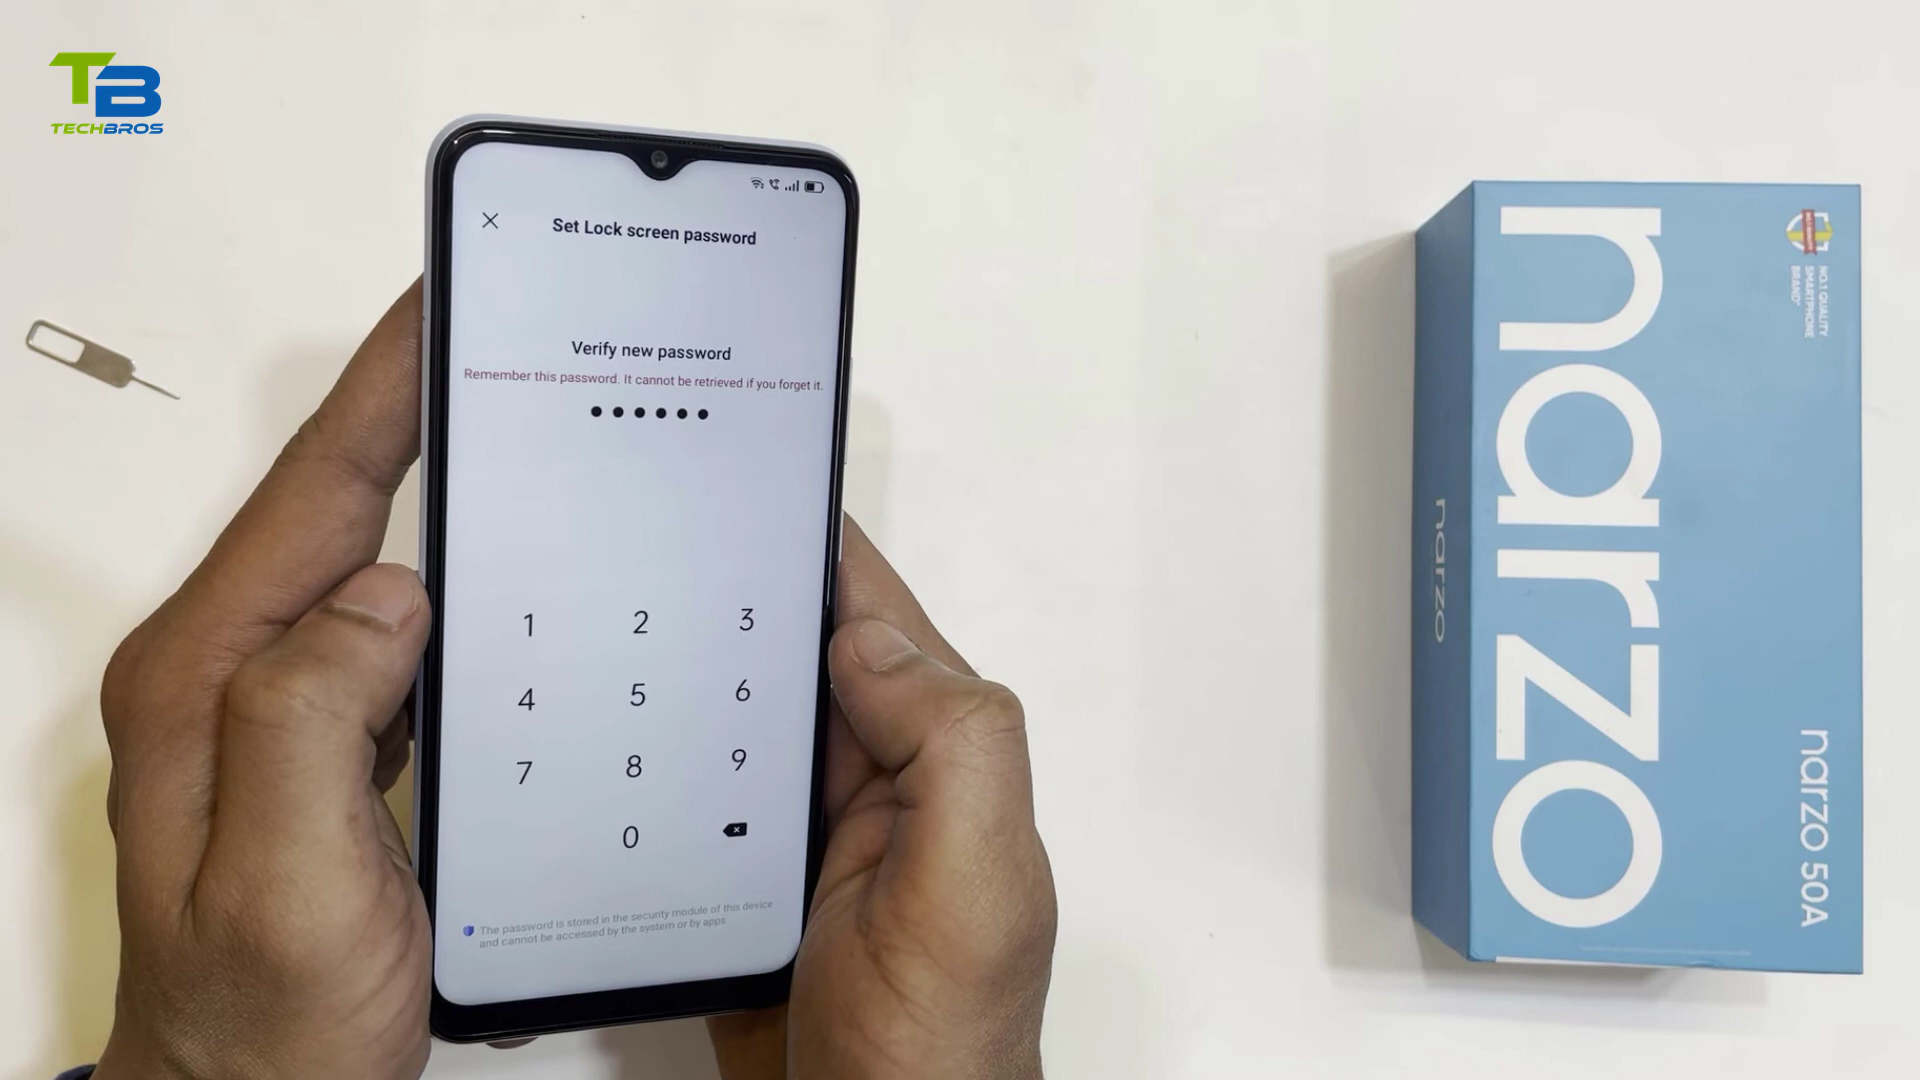 TB
TECHBROS
Set Lock screen password
Verify new password
Remember this password. It cannot be retrieved if you forget it.
1 2 3
4 5 6
7 8 9
0
The password is stored in the security module of this device
and cannot be accessed by the system or by apps.
narzo
narzo
NO.1 QUALITY
SMARTPHONE
BRAND*
narzo 50A